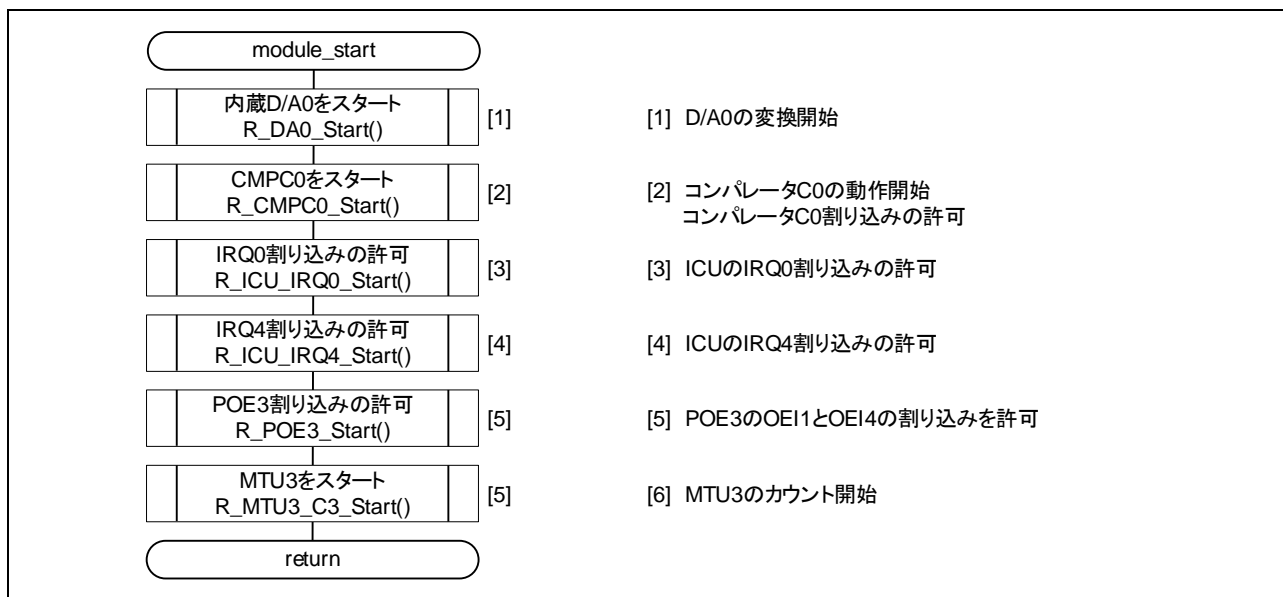 module_start
内蔵D/A0をスタート
R_DA0_Start()
[1]
[1] D/A0の変換開始
CMPC0をスタート
R_CMPC0_Start()
[2]
[2] コンパレータC0の動作開始
コンパレータC0割り込みの許可
IRQ0割り込みの許可
R_ICU_IRQ0_Start()
[3]
[3] ICUのIRQ0割り込みの許可
IRQ4割り込みの許可
R_ICU_IRQ4_Start()
[4]
[4] ICUのIRQ4割り込みの許可
POE3割り込みの許可
R_POE3_Start()
[5]
[5] POE3のOEI1とOEI4の割り込みを許可
MTU3をスタート
R_MTU3_C3_Start()
[5]
[6] MTU3のカウント開始
return